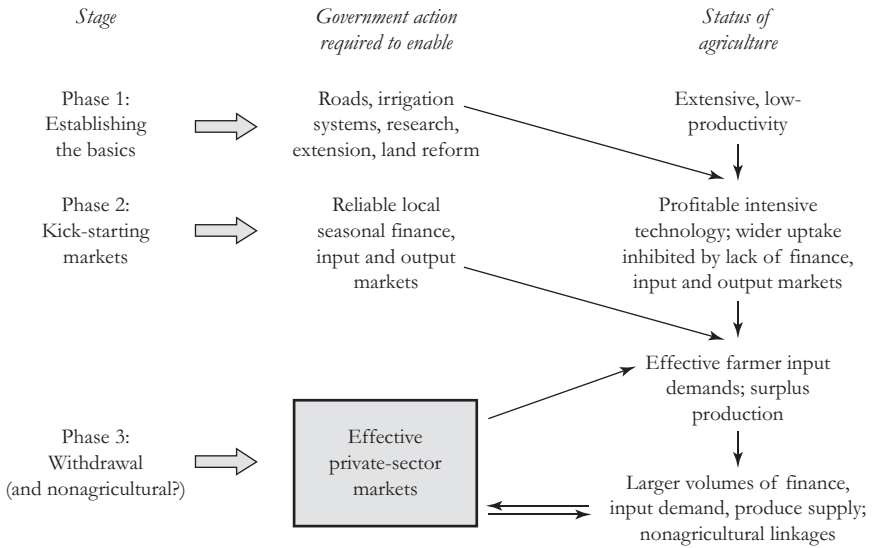 Stage
Government action
required to enable
Status of
agriculture
Phase 1:
Establishing
the basics
Roads, irrigation
systems, research,
extension, land reform
Extensive, low-
productivity
Phase 2:
Kick-starting
markets
Reliable local
seasonal finance,
input and output
markets
Profitable intensive
technology; wider uptake
inhibited by lack of finance,
input and output markets
Effective farmer input
demands; surplus
production
Phase 3:
Withdrawal
(and nonagricultural?)
Effective
private-sector
markets
Larger volumes of finance,
input demand, produce supply;
nonagricultural linkages